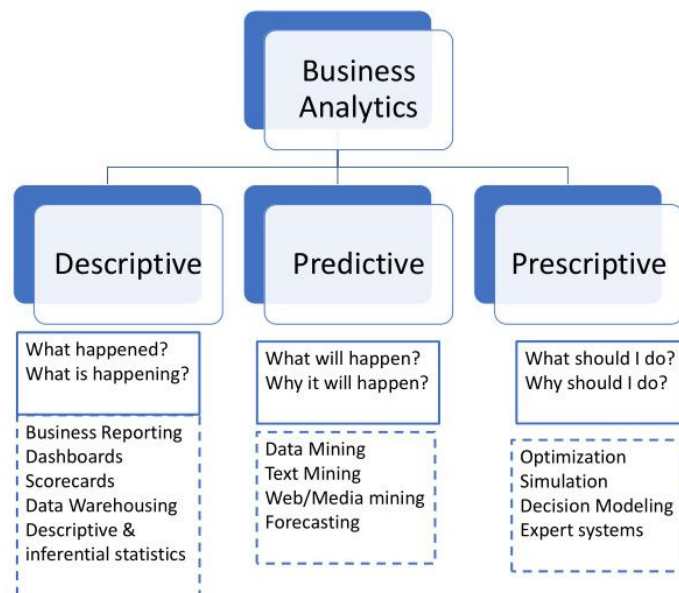 Business
Analytics
Descriptive
Predictive
Prescriptive
What happened?
What is happening?
What will happen?
Why it will happen?
What should I do?
Why should I do?
Business Reporting
Dashboards
Scorecards
Data Warehousing
Descriptive &
inferential statistics
Data Mining
Text Mining
Web/Media mining
Forecasting
Optimization
Simulation
Decision Modeling
Expert systems